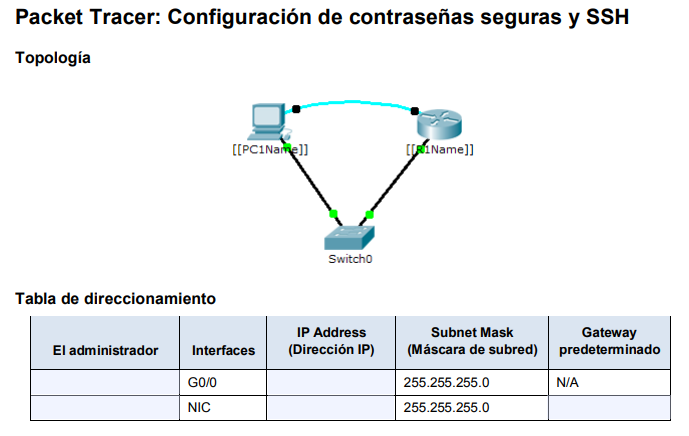 Packet Tracer: Configuración de contraseñas seguras y SSH
Topología
[[PC1Name]] [[R1Name]]
Switch0
Tabla de direccionamiento
El administrador Interfaces IP Address (Dirección IP) Subnet Mask (Máscara de subred) Gateway predeterminado
G0/0 255.255.255.0 N/A
NIC 255.255.255.0